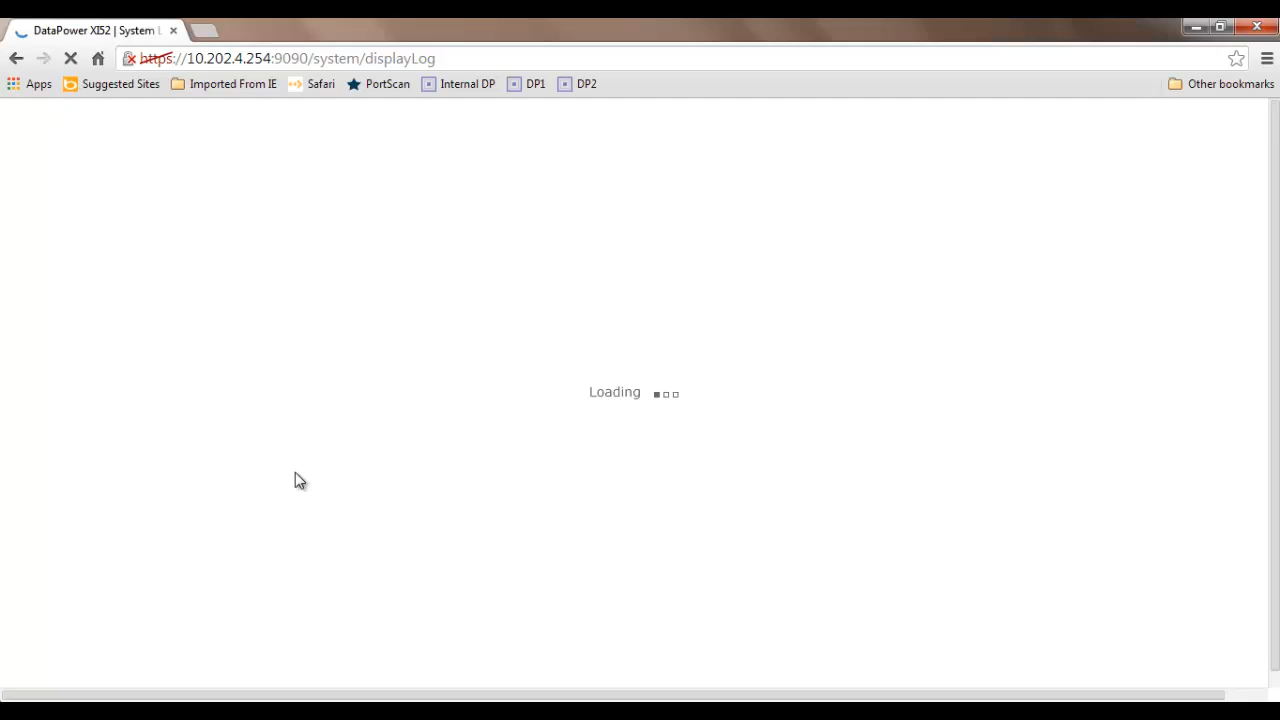 DataPower XI52 | System L
https://10.202.4.254:9090/system/displayLog
Apps Suggested Sites Imported From IE Safari PortScan Internal DP DP1 DP2 Other bookmarks
Loading